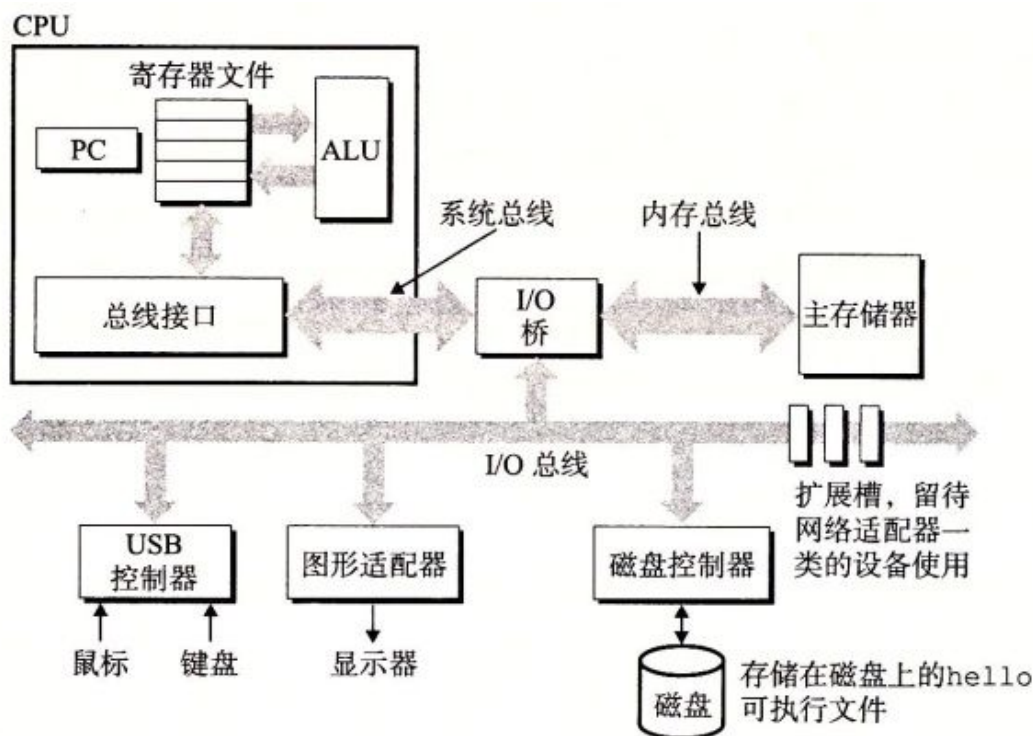 CPU
寄存器文件
PC
ALU
系统总线
内存总线
总线接口
I/O
桥
主存储器
I/O 总线
扩展槽，留待
网络适配器一
类的设备使用
USB
控制器
图形适配器
磁盘控制器
鼠标
键盘
显示器
磁盘
存储在磁盘上的hello
可执行文件